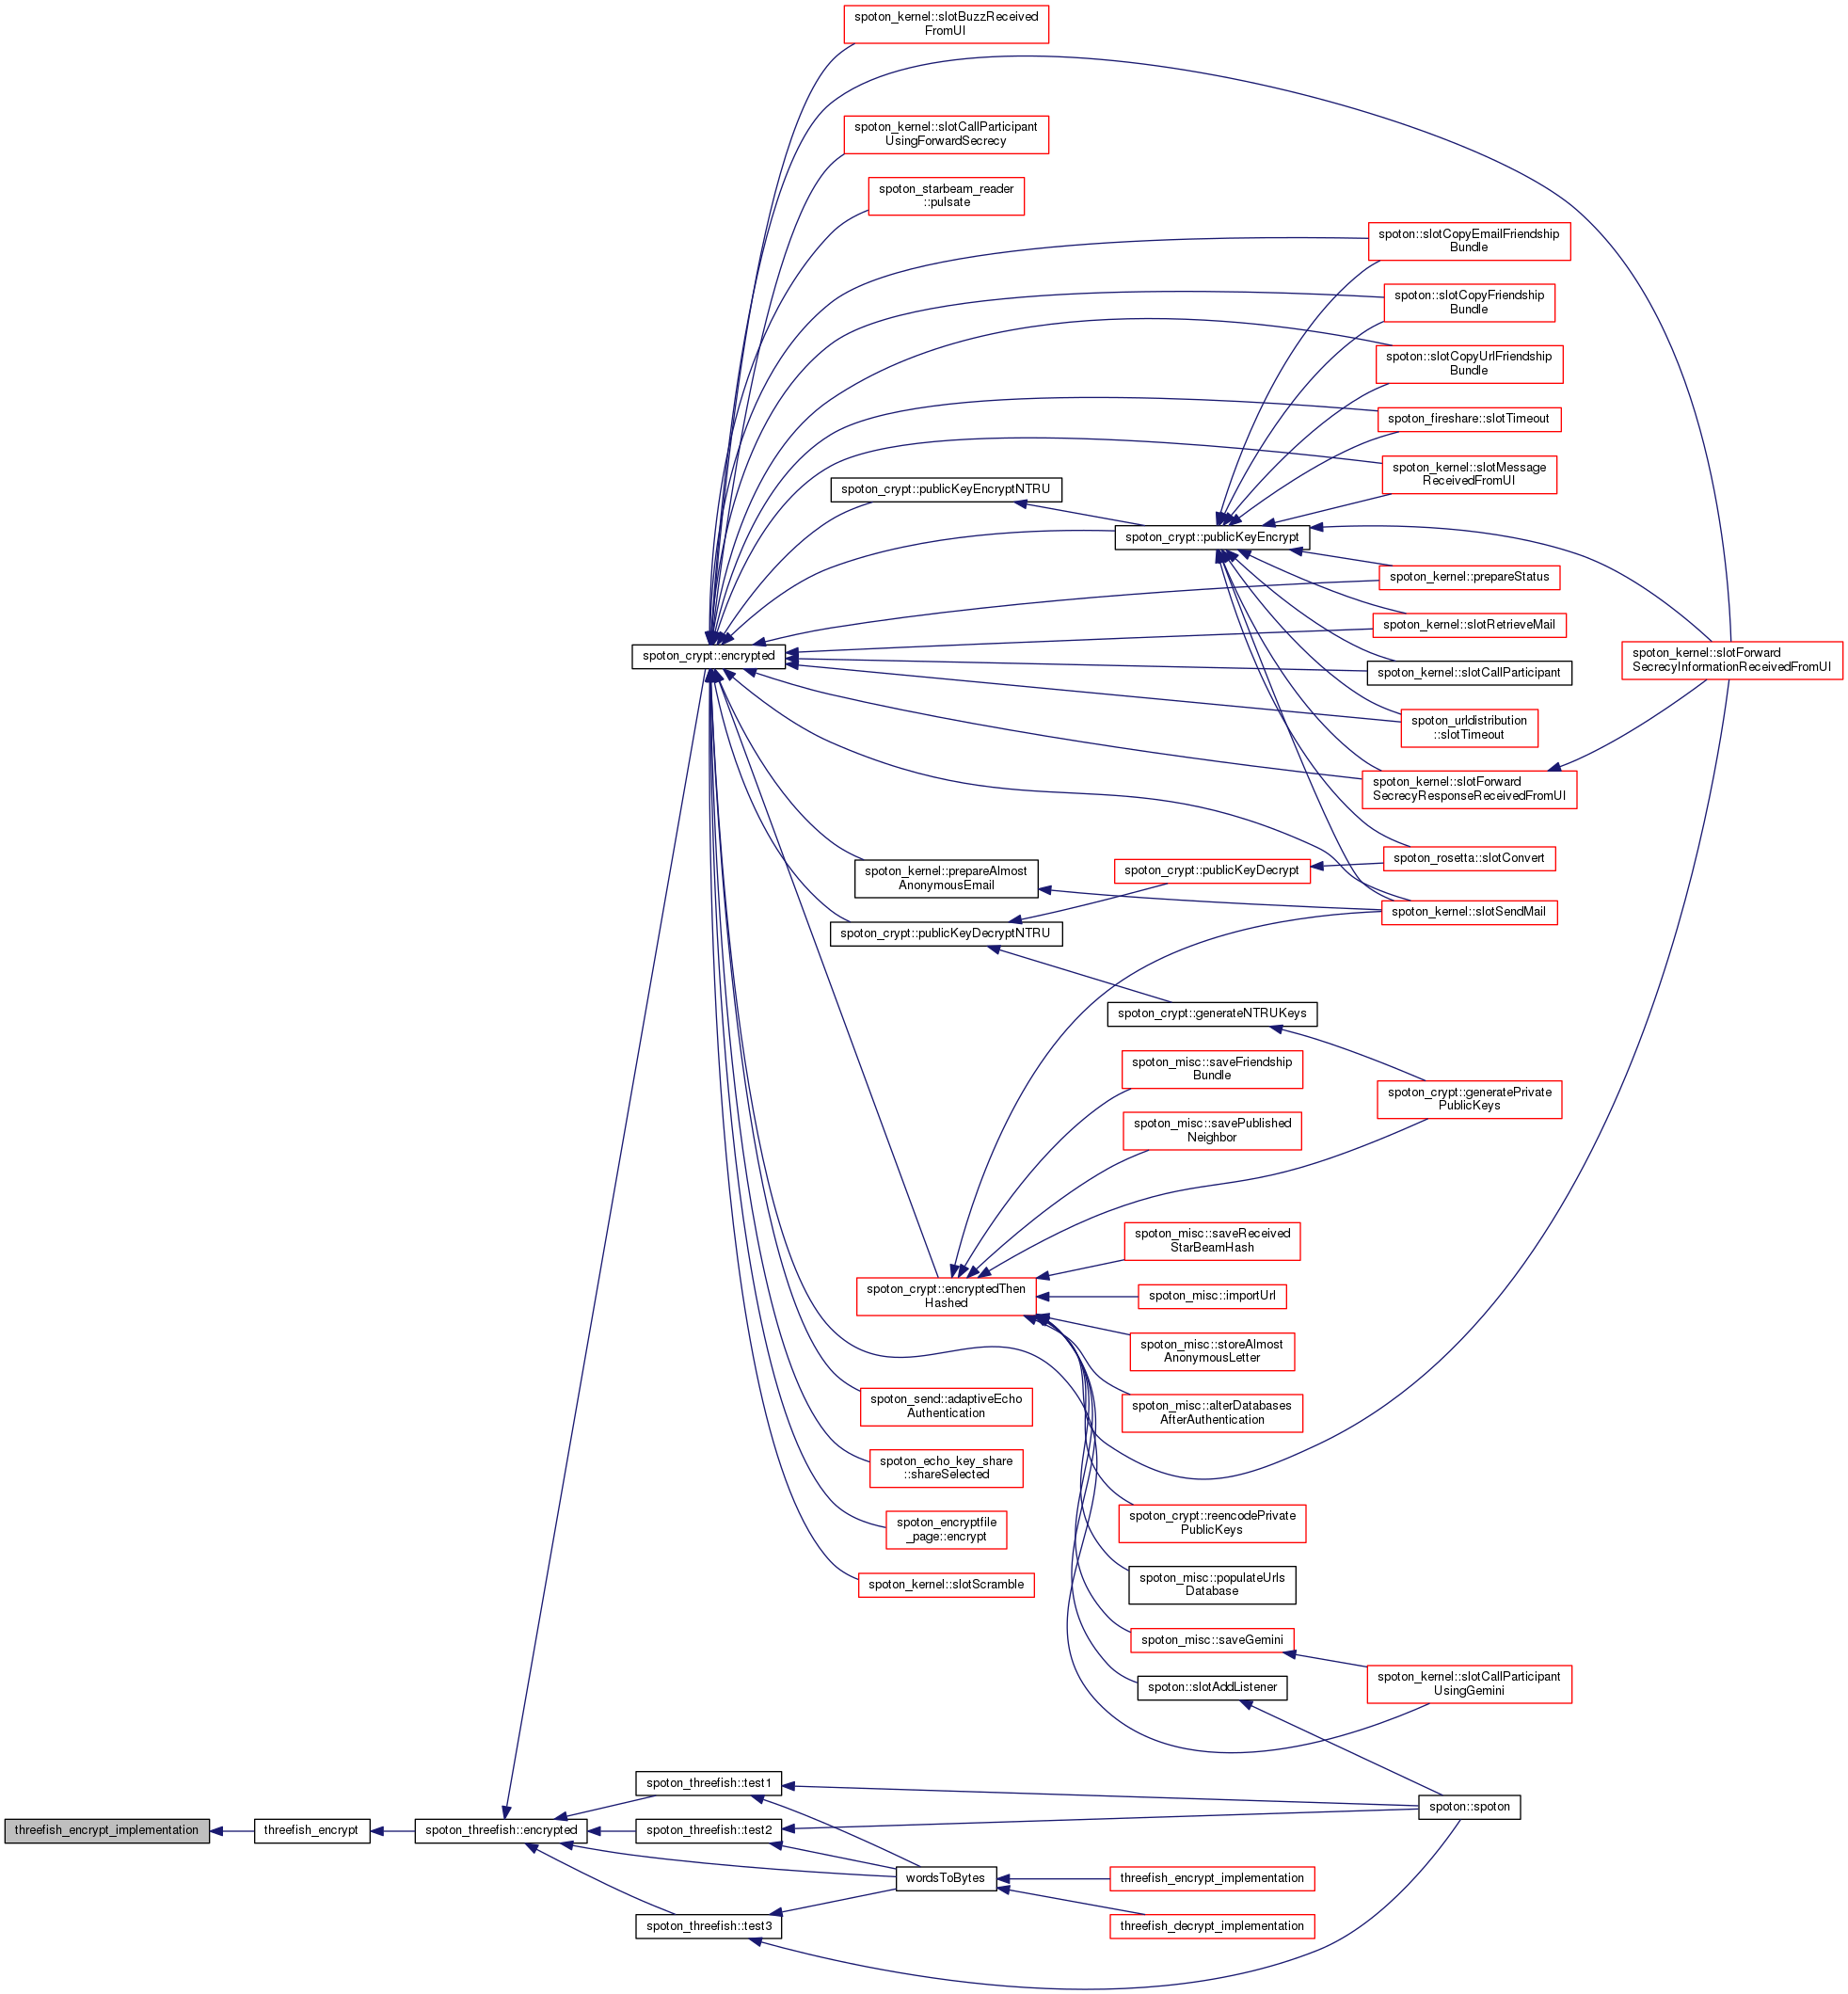 spoton_kernel::slotBuzzReceived
FromUI
spoton_kernel::slotCallParticipant
UsingForwardSecrecy
spoton_starbeam_reader
::pulsate
spoton::slotCopyEmailFriendship
Bundle
spoton::slotCopyFriendship
Bundle
spoton::slotCopyUrlFriendship
Bundle
spoton_fireshare::slotTimeout
spoton_kernel::slotMessage
ReceivedFromUI
spoton_crypt::publicKeyEncryptNTRU
spoton_crypt::publicKeyEncrypt
spoton_kernel::prepareStatus
spoton_kernel::slotRetrieveMail
spoton_crypt::encrypted
spoton_kernel::slotCallParticipant
spoton_kernel::slotForward
SecrecyInformationReceivedFromUI
spoton_urldistribution
::slotTimeout
spoton_kernel::slotForward
SecrecyResponseReceivedFromUI
spoton_rosetta::slotConvert
spoton_crypt::publicKeyDecrypt
spoton_kernel::prepareAlmost
AnonymousEmail
spoton_kernel::slotSendMail
spoton_crypt::publicKeyDecryptNTRU
spoton_crypt::generateNTRUKeys
spoton_misc::saveFriendship
Bundle
spoton_crypt::generatePrivate
PublicKeys
spoton_misc::savePublished
Neighbor
spoton_misc::saveReceived
StarBeamHash
spoton_crypt::encryptedThen
Hashed
spoton_misc::importUrl
spoton_misc::storeAlmost
AnonymousLetter
spoton_send::adaptiveEcho
Authentication
spoton_misc::alterDatabases
AfterAuthentication
spoton_echo_key_share
::shareSelected
spoton_encryptfile
_page::encrypt
spoton_crypt::reencodePrivate
PublicKeys
spoton_kernel::slotScramble
spoton_misc::populateUrls
Database
spoton_misc::saveGemini
spoton_kernel::slotCallParticipant
UsingGemini
spoton::slotAddListener
spoton_threefish::test1
spoton::spoton
threefish_encrypt_implementation
threefish_encrypt
spoton_threefish::encrypted
spoton_threefish::test2
wordsToBytes
threefish_encrypt_implementation
spoton_threefish::test3
threefish_decrypt_implementation